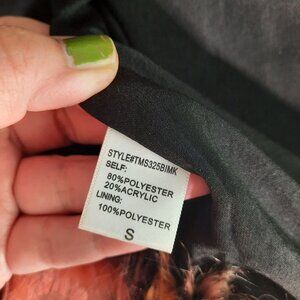 STYLE#TMS325BIMK
SELF:
80%POLYESTER
20%ACRYLIC
LINING:
100%POLYESTER
S